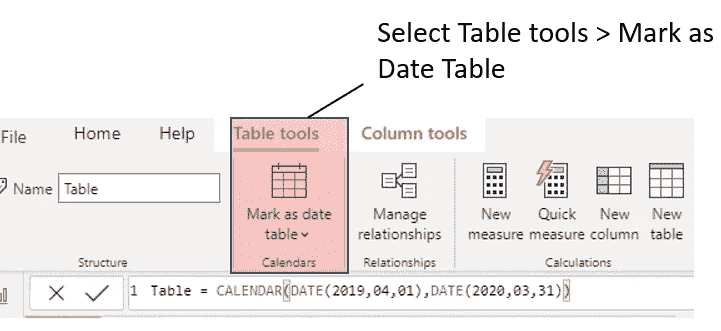 Select Table tools > Mark as
Date Table
File Home Help Table tools Column tools
Name Table
Mark as date
table
Manage
relationships
New
measure
Quick
measure
New
column
New
table
Structure Calendars Relationships Calculations
1 Table = CALENDAR(DATE(2019,04,01),DATE(2020,03,31))